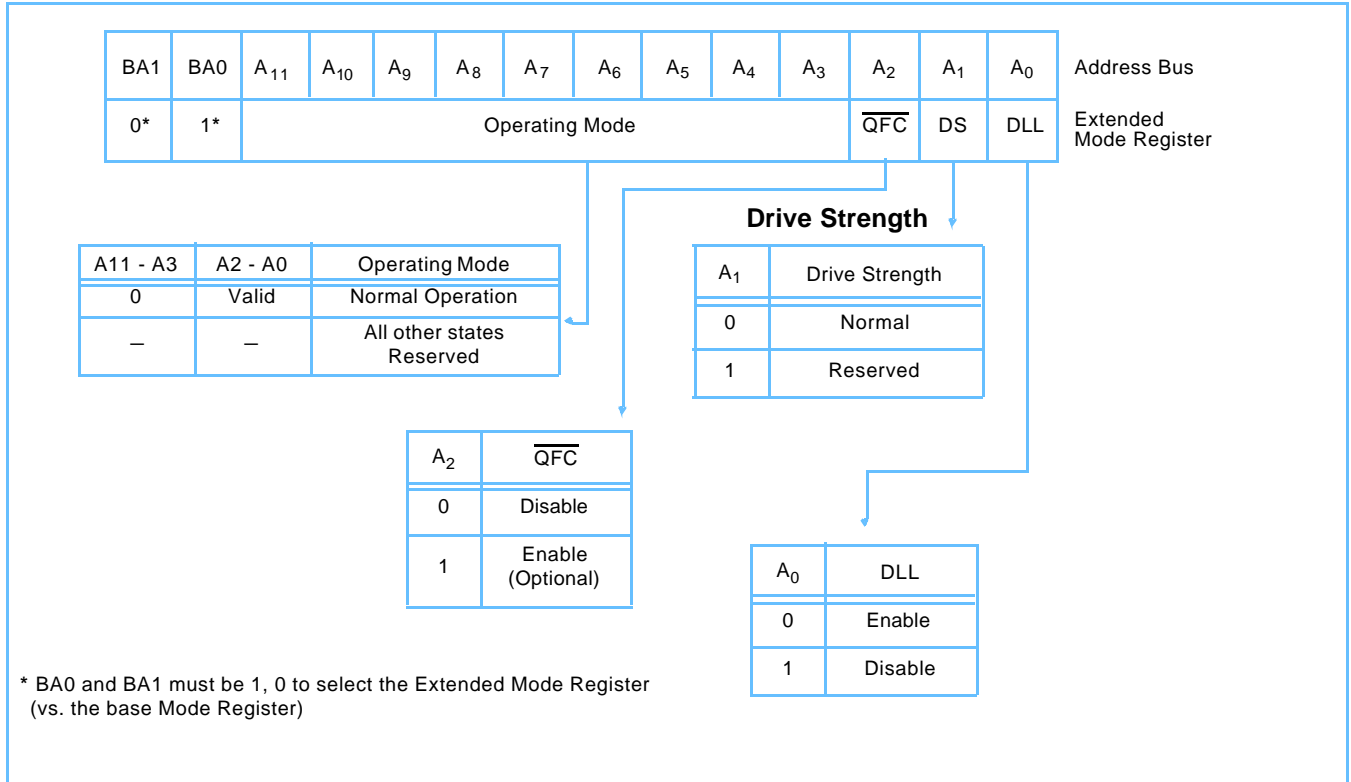 BA1 BA0 A11 A10 A9 A8 A7 A6 A5 A4 A3 A2 A1 A0 Address Bus
0* 1* Operating Mode QFC DS DLL Extended
Mode Register
Drive Strength
A11 - A3 A2 - A0 Operating Mode
0 Valid Normal Operation
– – All other states
Reserved
A1 Drive Strength
0 Normal
1 Reserved
A2 QFC
0 Disable
1 Enable
(Optional)
A0 DLL
0 Enable
1 Disable
* BA0 and BA1 must be 1, 0 to select the Extended Mode Register
(vs. the base Mode Register)